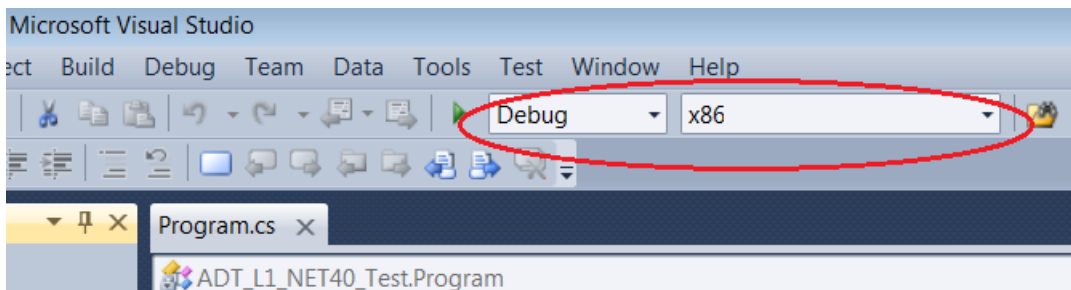 Microsoft Visual Studio
ect Build Debug Team Data Tools Test Window Help
Debug x86
Program.cs
ADT_L1_NET40_Test.Program